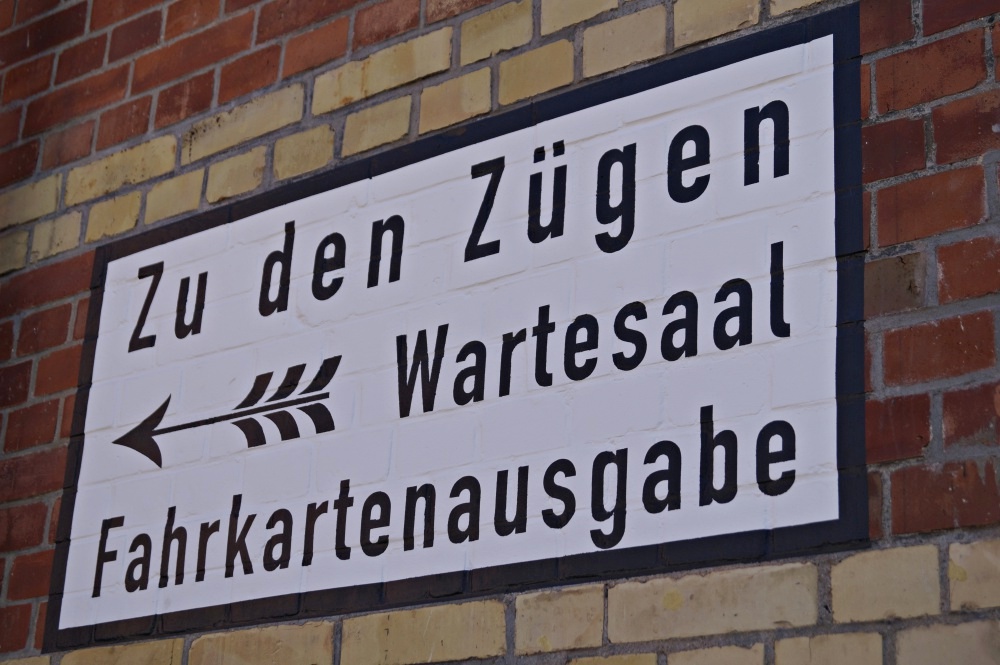 Zu den Zügen
Wartesaal
Fahrkartenausgabe